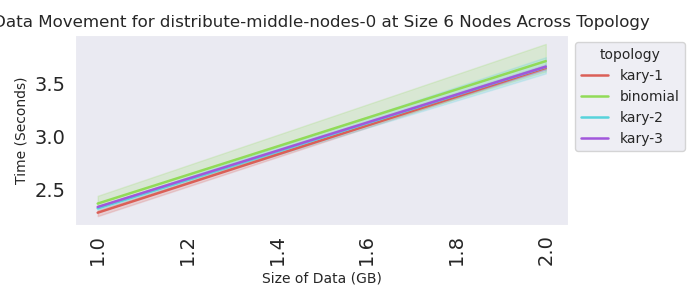 Data Movement for distribute-middle-nodes-0 at Size 6 Nodes Across Topology
topology
kary-1
binomial
kary-2
kary-3
Time (Seconds)
3.5
3.0
2.5
1.0
1.2
1.4
1.6
1.8
2.0
Size of Data (GB)